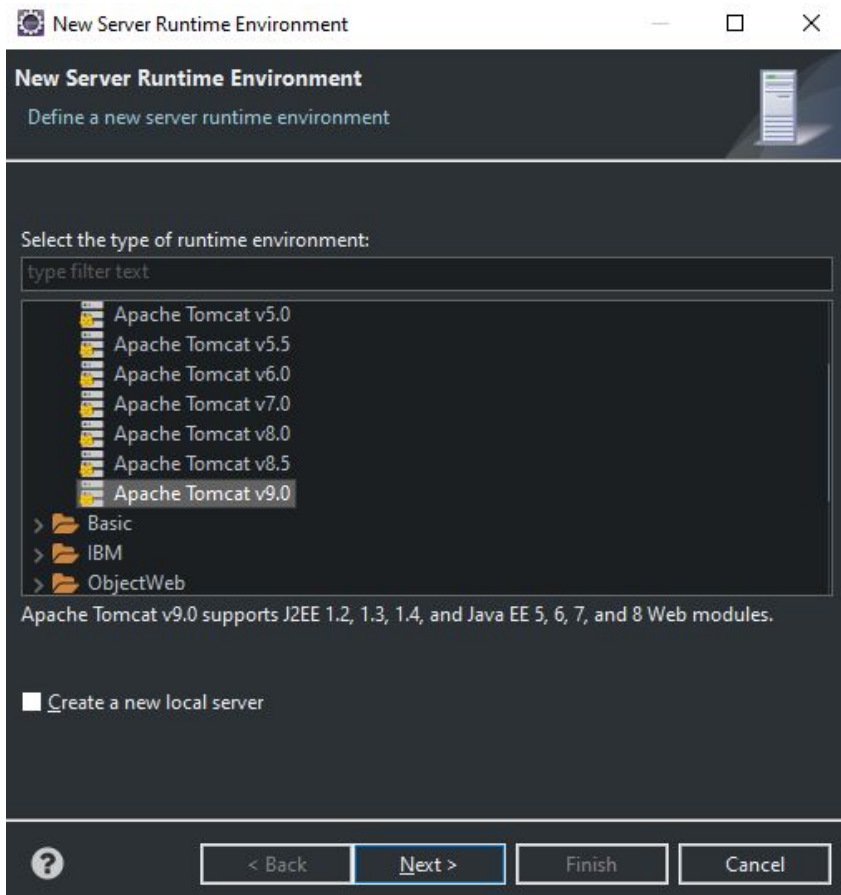 New Server Runtime Environment
New Server Runtime Environment
Define a new server runtime environment
Select the type of runtime environment:
type filter text
Apache Tomcat v5.0
Apache Tomcat v5.5
Apache Tomcat v6.0
Apache Tomcat v7.0
Apache Tomcat v8.0
Apache Tomcat v8.5
Apache Tomcat v9.0
> Basic
> IBM
> ObjectWeb
Apache Tomcat v9.0 supports J2EE 1.2, 1.3, 1.4, and Java EE 5, 6, 7, and 8 Web modules.
Create a new local server
? < Back Next > Finish Cancel